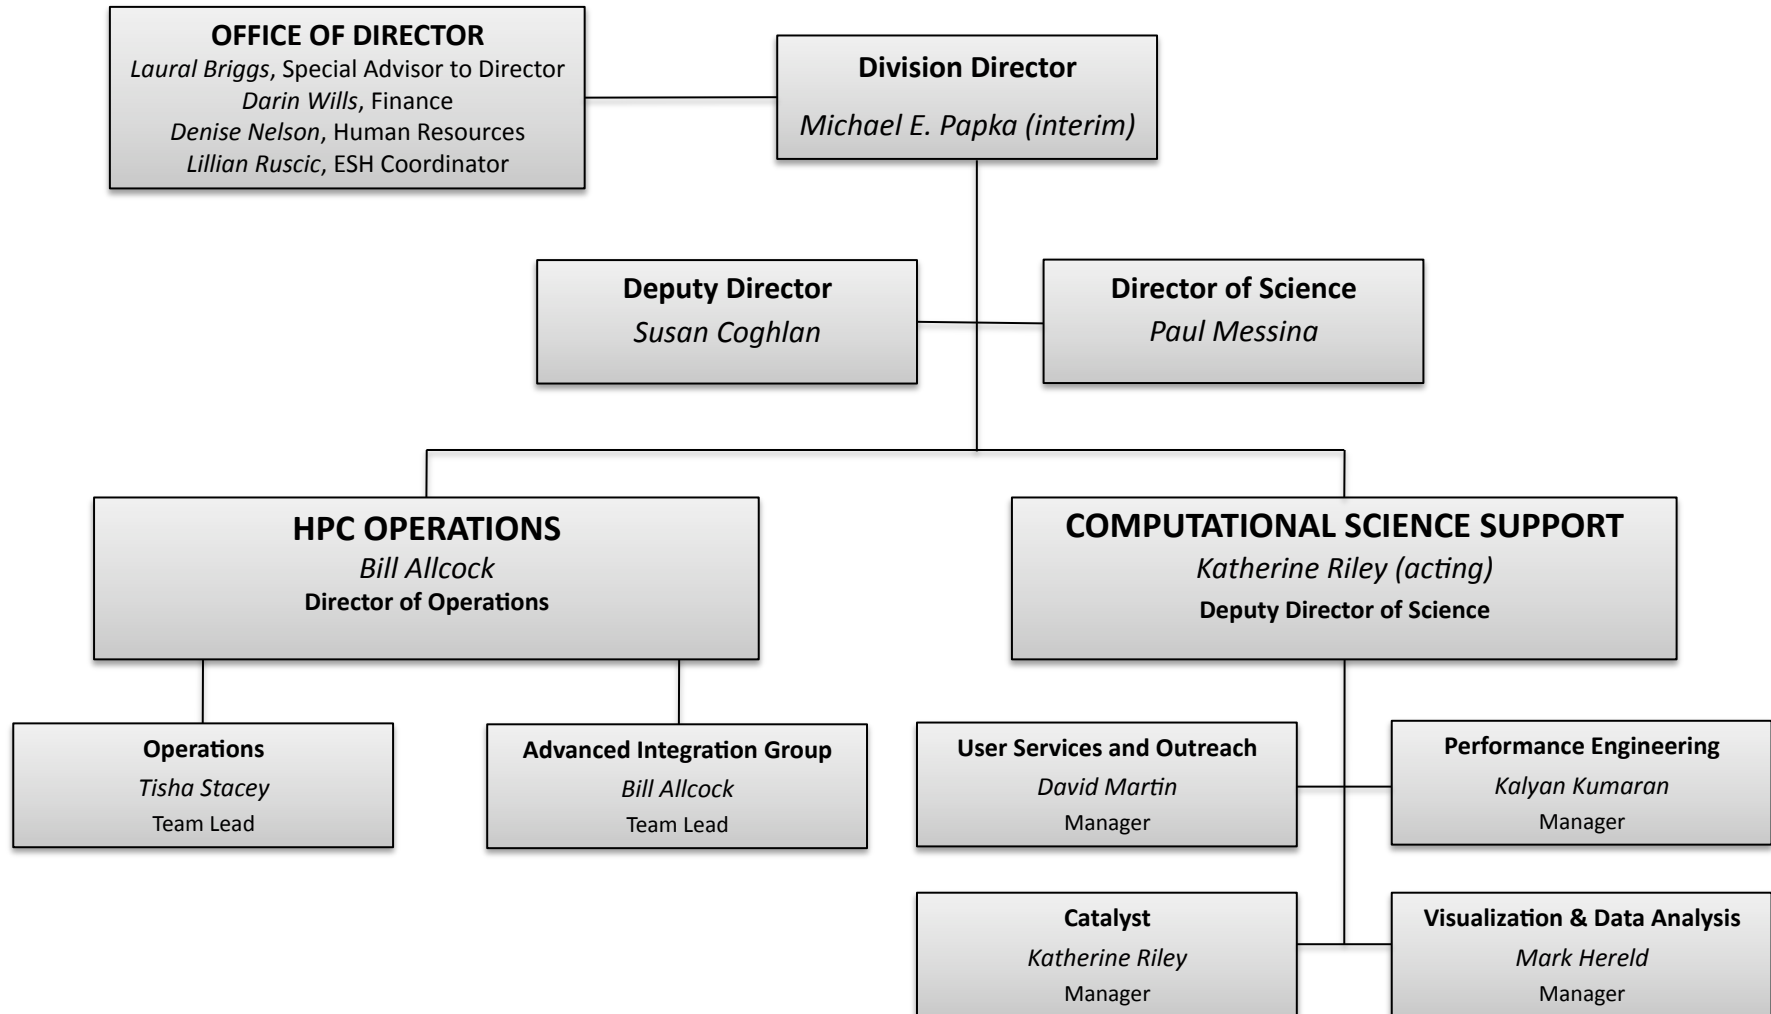 OFFICE OF DIRECTOR
Laural Briggs, Special Advisor to Director
Darin Wills, Finance
Denise Nelson, Human Resources
Lillian Ruscic, ESH Coordinator
Division Director
Michael E. Papka (interim)
Deputy Director
Susan Coghlan
Director of Science
Paul Messina
HPC OPERATIONS
Bill Allcock
Director of Operations
COMPUTATIONAL SCIENCE SUPPORT
Katherine Riley (acting)
Deputy Director of Science
Operations
Tisha Stacey
Team Lead
Advanced Integration Group
Bill Allcock
Team Lead
User Services and Outreach
David Martin
Manager
Performance Engineering
Kalyan Kumaran
Manager
Catalyst
Katherine Riley
Manager
Visualization & Data Analysis
Mark Hereld
Manager